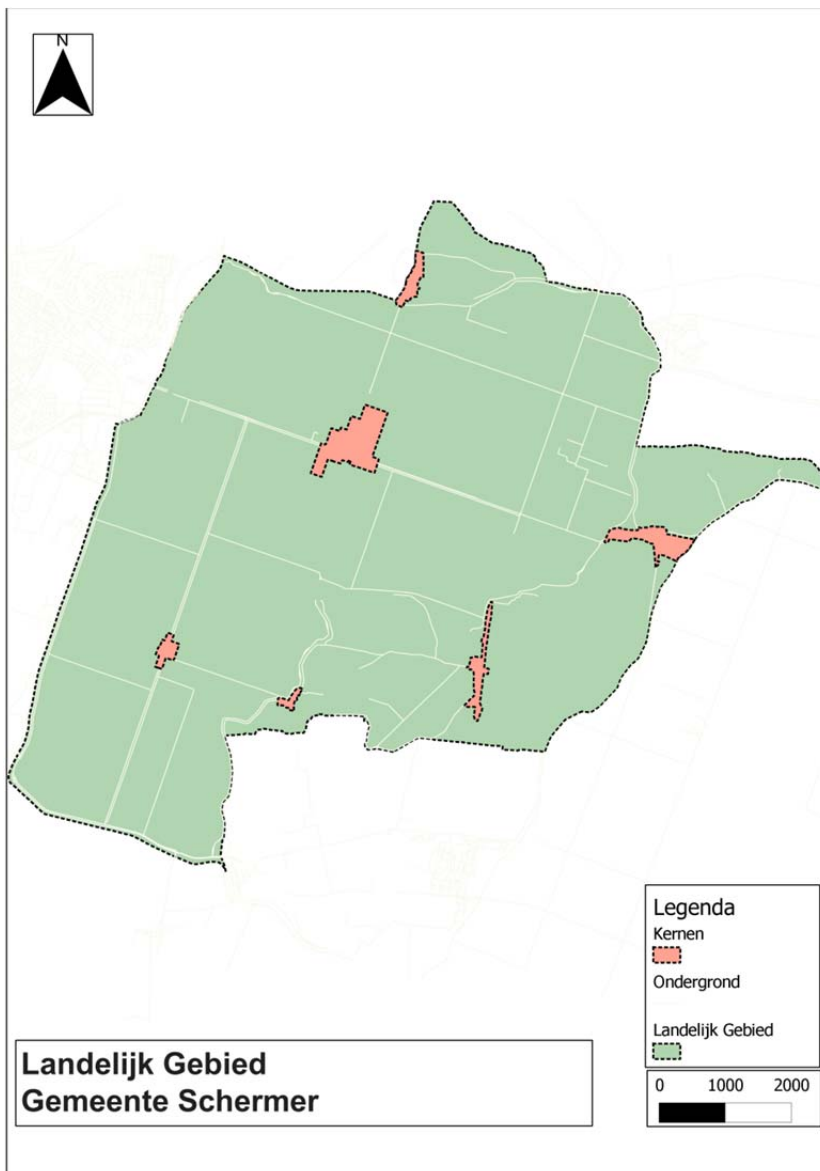 N
Legenda
Kernen
Ondergrond
Landelijk Gebied
0 1000 2000
Landelijk Gebied
Gemeente Schermer